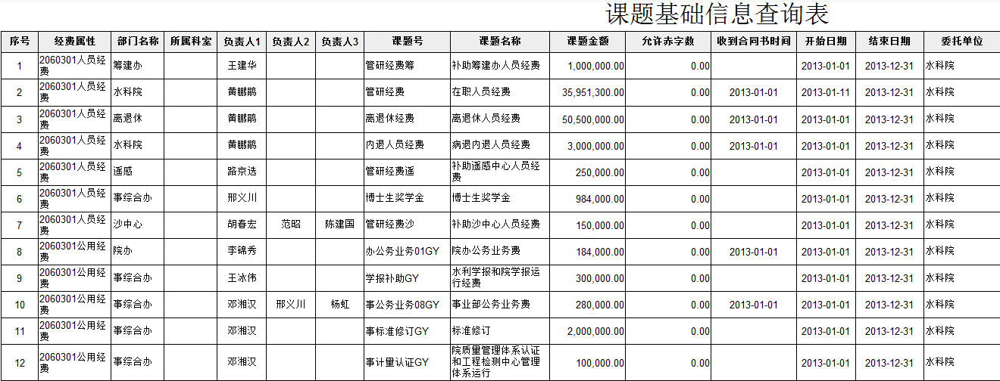 课题基础信息查询表
序号 经费属性 部门名称 所属科室 负责人1 负责人2 负责人3 课题号 课题名称 课题金额 允许赤字数 收到合同书时间 开始日期 结束日期 委托单位
1 2060301人员经费 筹建办 王建华 管研经费筹 补助筹建办人员经费 1,000,000.00 0.00 2013-01-01 2013-12-31 水科院
2 2060301人员经费 水科院 黄鹏鹃 管研经费 在职人员经费 35,951,300.00 0.00 2013-01-01 2013-01-11 2013-12-31 水科院
3 2060301人员经费 离退休 黄鹏鹃 离退休经费 离退休人员经费 50,500,000.00 0.00 2013-01-01 2013-01-01 2013-12-31 水科院
4 2060301人员经费 水科院 黄鹏鹃 内退人员经费 病退内退人员经费 3,000,000.00 0.00 2013-01-01 2013-01-01 2013-12-31 水科院
5 2060301人员经费 遥感 路京选 管研经费遥 补助遥感中心人员经费 250,000.00 0.00 2013-01-01 2013-12-31 水科院
6 2060301人员经费 事综合办 邢义川 博士生奖学金 博士生奖学金 984,000.00 0.00 2013-01-01 2013-12-31 水科院
7 2060301人员经费 沙中心 胡春宏 范昭 陈建国 管研经费沙 补助沙中心人员经费 150,000.00 0.00 2013-01-01 2013-12-31 水科院
8 2060301公用经费 院办 李锦秀 办公务业务01GY 院办公务业务费 184,000.00 0.00 2013-01-01 2013-01-01 2013-12-31 水科院
9 2060301公用经费 事综合办 王冰伟 学报补助GY 水利学报和院学报运行经费 300,000.00 0.00 2013-01-01 2013-12-31 水科院
10 2060301公用经费 事综合办 邓湘汉 邢义川 杨虹 事公务业务08GY 事业部公务业务费 280,000.00 0.00 2013-01-01 2013-01-01 2013-12-31 水科院
11 2060301公用经费 事综合办 邓湘汉 事标准修订GY 标准修订 2,000,000.00 0.00 2013-01-01 2013-12-31 水科院
12 2060301公用经费 事综合办 邓湘汉 事计量认证GY 院质量管理体系认证和工程检测中心管理体系运行 100,000.00 0.00 2013-01-01 2013-12-31 水科院